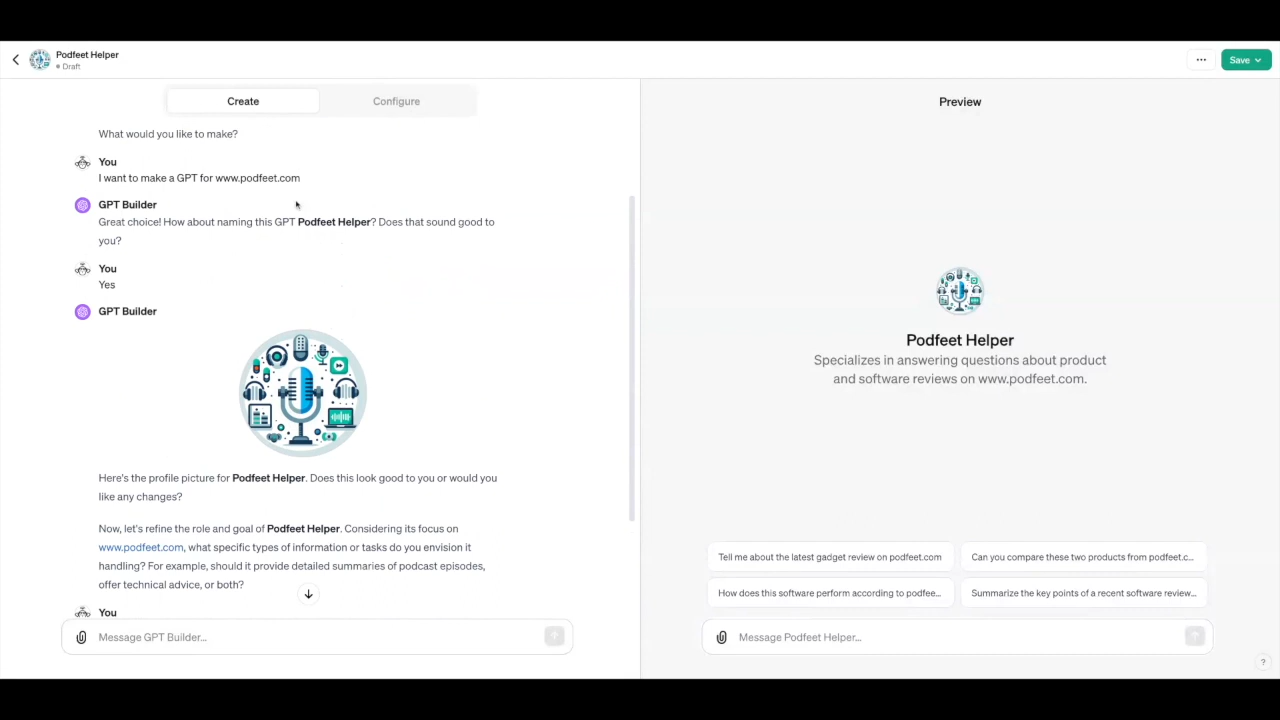 Podfeet Helper
Draft
Save
Create
Configure
Preview
What would you like to make?
You
I want to make a GPT for www.podfeet.com
GPT Builder
Great choice! How about naming this GPT Podfeet Helper? Does that sound good to
you?
You
Yes
GPT Builder
Here's the profile picture for Podfeet Helper. Does this look good to you or would you
like any changes?
Now, let's refine the role and goal of Podfeet Helper. Considering its focus on
www.podfeet.com, what specific types of information or tasks do you envision it
handling? For example, should it provide detailed summaries of podcast episodes,
offer technical advice, or both?
You
Message GPT Builder...
Podfeet Helper
Specializes in answering questions about product
and software reviews on www.podfeet.com.
Tell me about the latest gadget review on podfeet.com
Can you compare these two products from podfeet.c...
How does this software perform according to podfee...
Summarize the key points of a recent software review...
Message Podfeet Helper...
?